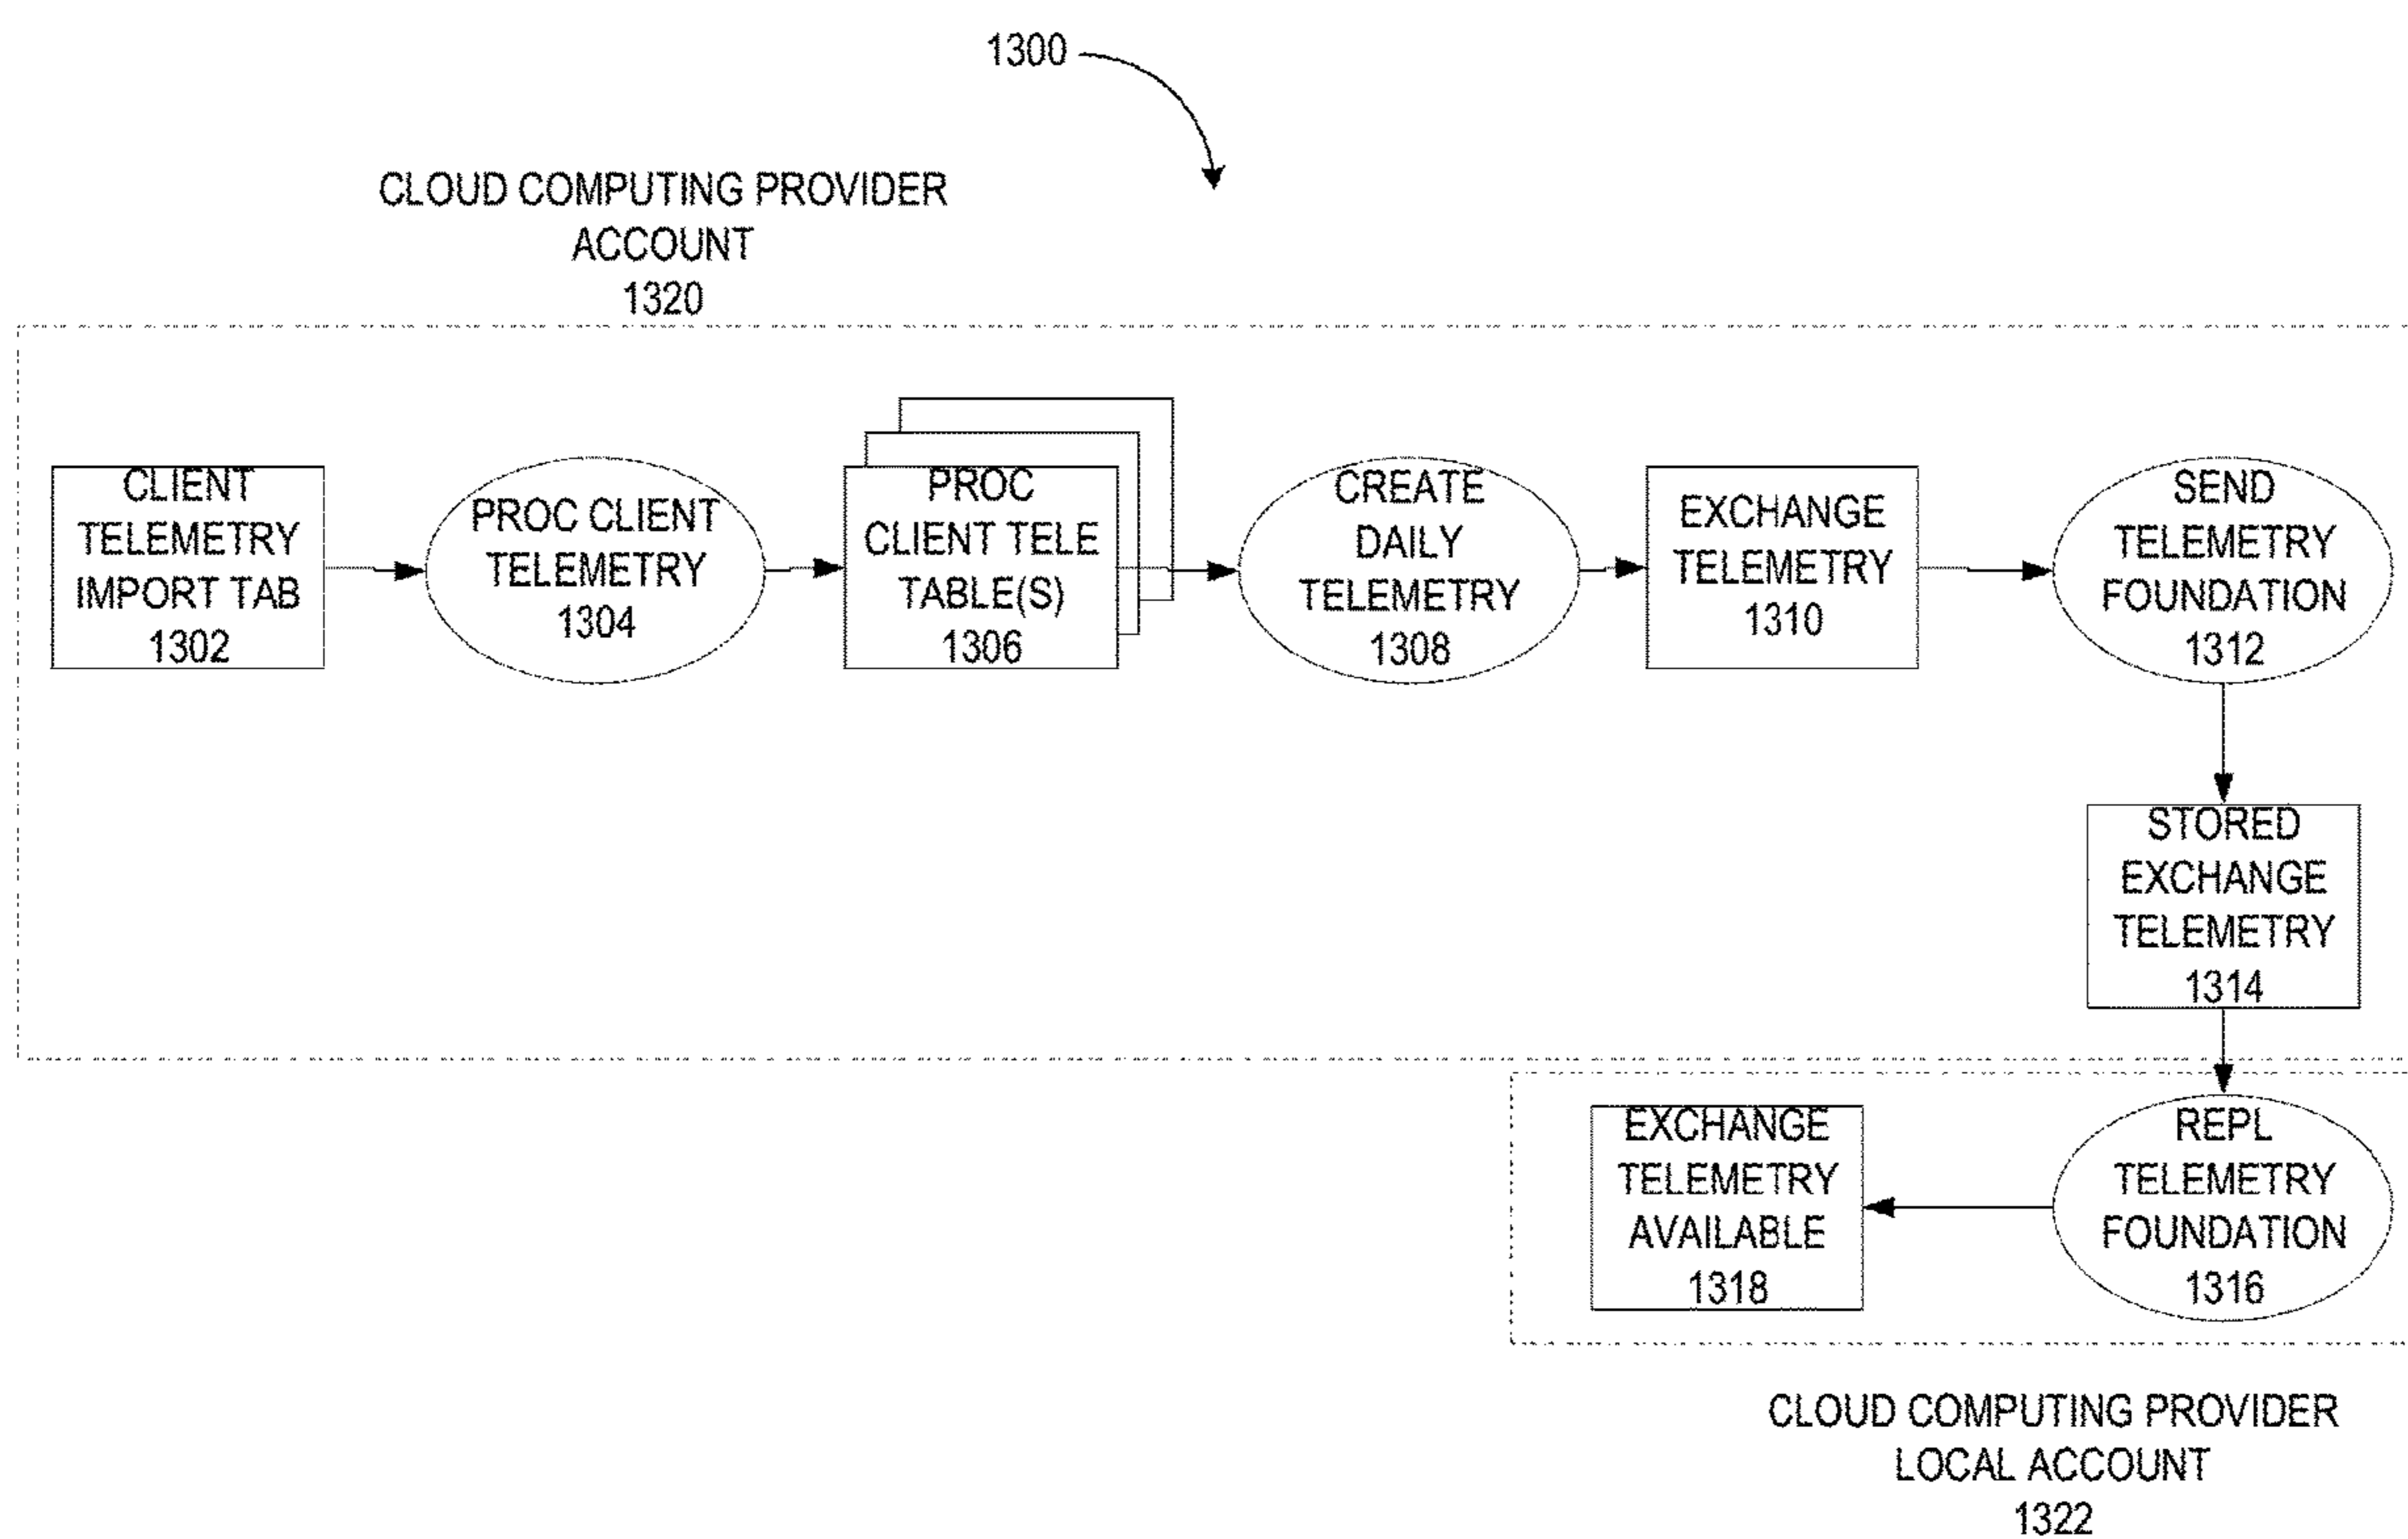 1300
CLOUD COMPUTING PROVIDER
ACCOUNT
1320
CLIENT
TELEMETRY
IMPORT TAB
1302
PROC CLIENT
TELEMETRY
1304
PROC
CLIENT TELE
TABLE(S)
1306
CREATE
DAILY
TELEMETRY
1308
EXCHANGE
TELEMETRY
1310
SEND
TELEMETRY
FOUNDATION
1312
STORED
EXCHANGE
TELEMETRY
1314
EXCHANGE
TELEMETRY
AVAILABLE
1318
REPL
TELEMETRY
FOUNDATION
1316
CLOUD COMPUTING PROVIDER
LOCAL ACCOUNT
1322